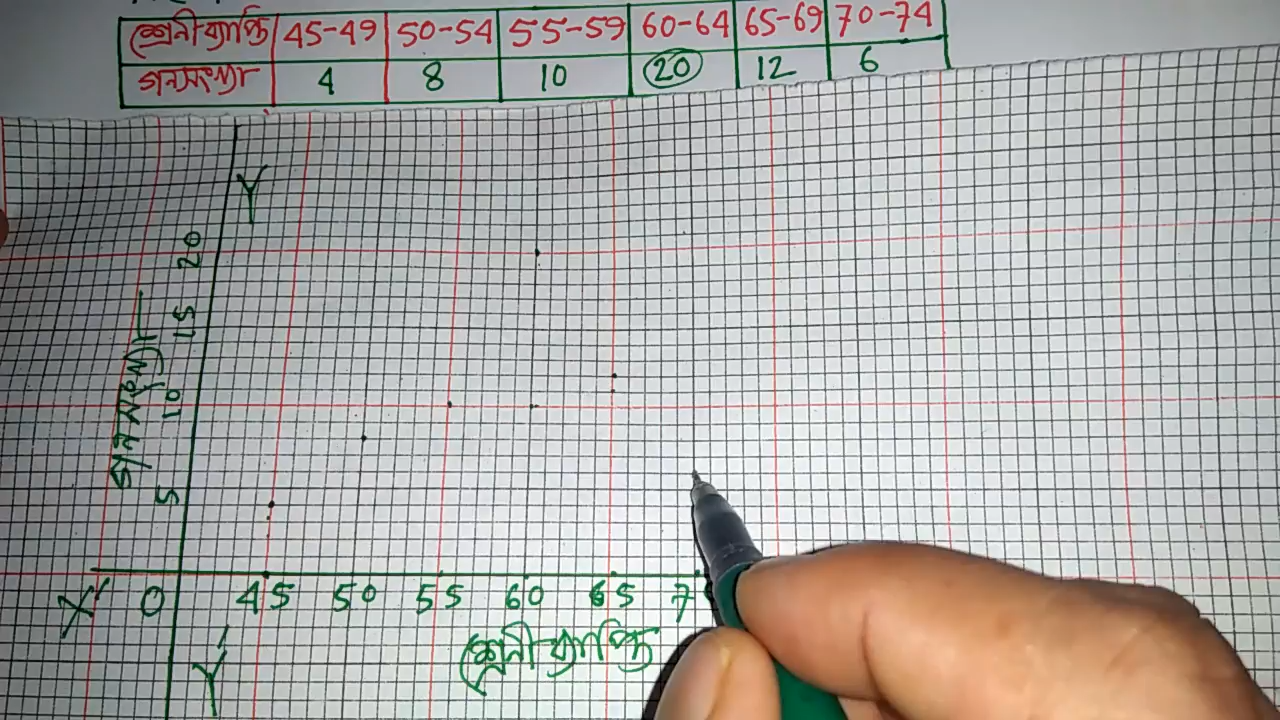 শ্রেনীব্যাপ্তি 45-49 50-54 55-59 60-64 65-69 70-74
গনসংখ্যা 4 8 10 20 12 6
Y
20
15
10
5
গনসংখ্যা
X' 0 45 50 55 60 65 7
শ্রেনীব্যাপ্তি
Y'